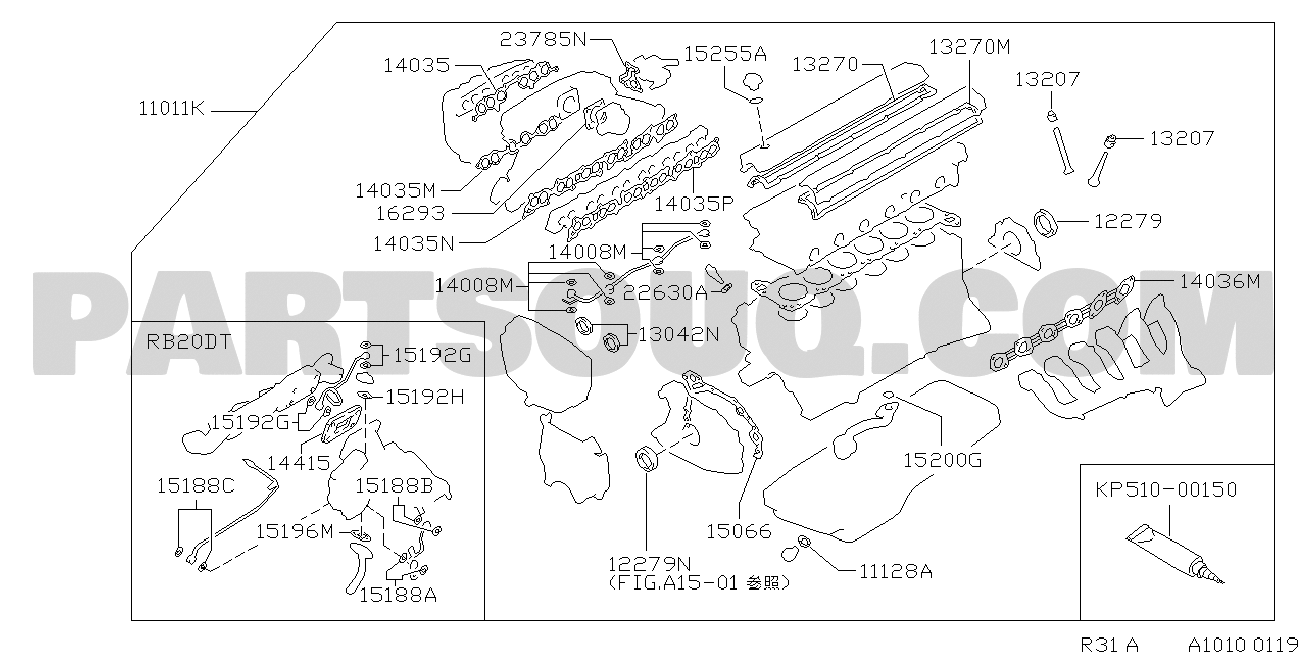 23785N
15255A
14035
13270
13270M
13207
11011K
13207
14035M
14035P
12279
16293
14035N
14008M
14008M
22630A
14036M
PARTSOUQ.COM
13042N
RB20DT
15192G
15192H
15192G
14415
15200G
15188C
15188B
KP510-00150
15196M
15066
12279N
(FIG.A15-01 参照)
11128A
15188A
R31 A
A1010 0119